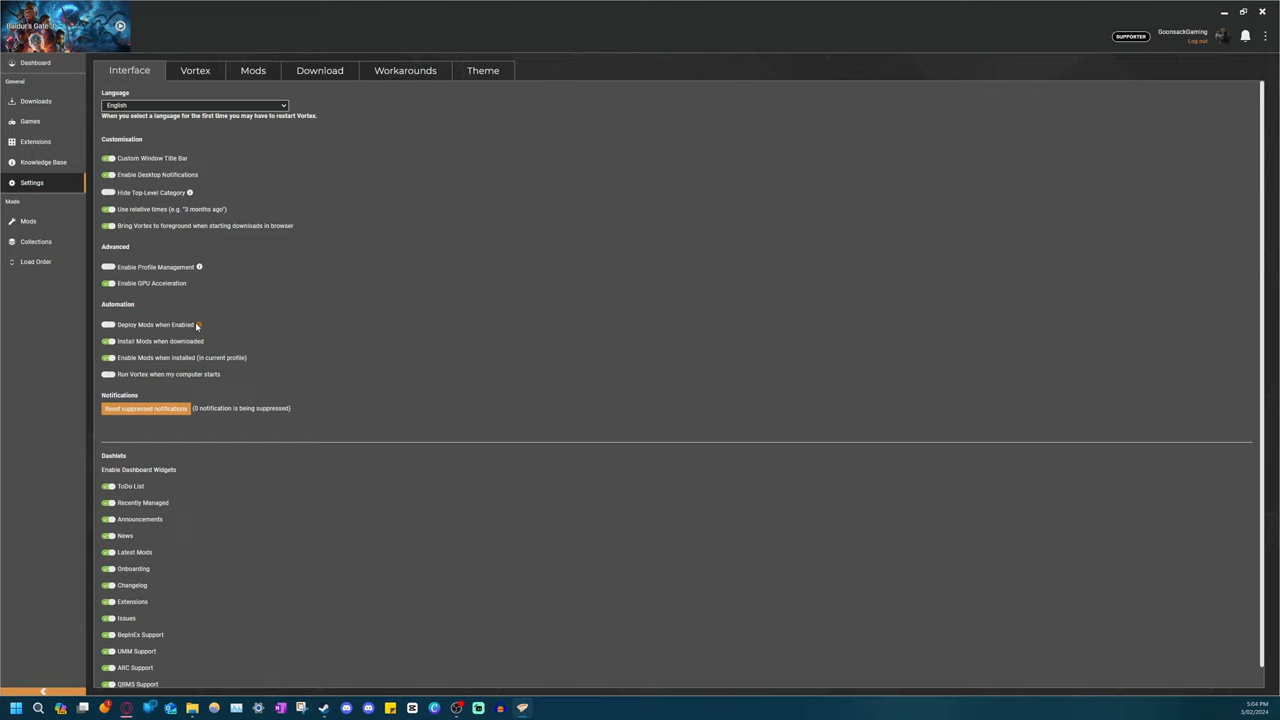 Baldur's Gate 3
SUPPORTER
GoonsackGaming
Log out
Dashboard
General
Downloads
Games
Extensions
Knowledge Base
Settings
Mods
Mods
Collections
Load Order
Interface
Vortex
Mods
Download
Workarounds
Theme
Language
English
When you select a language for the first time you may have to restart Vortex.
Customisation
Custom Window Title Bar
Enable Desktop Notifications
Hide Top-Level Category
Use relative times (e.g. "3 months ago")
Bring Vortex to foreground when starting downloads in browser
Advanced
Enable Profile Management
Enable GPU Acceleration
Automation
Deploy Mods when Enabled
Install Mods when downloaded
Enable Mods when installed (in current profile)
Run Vortex when my computer starts
Notifications
Reset suppressed notifications (0 notification is being suppressed)
Dashlets
Enable Dashboard Widgets
ToDo List
Recently Managed
Announcements
News
Latest Mods
Onboarding
Changelog
Extensions
Issues
BepInEx Support
UMM Support
ARC Support
QBMS Support
5:04 PM
3/02/2024